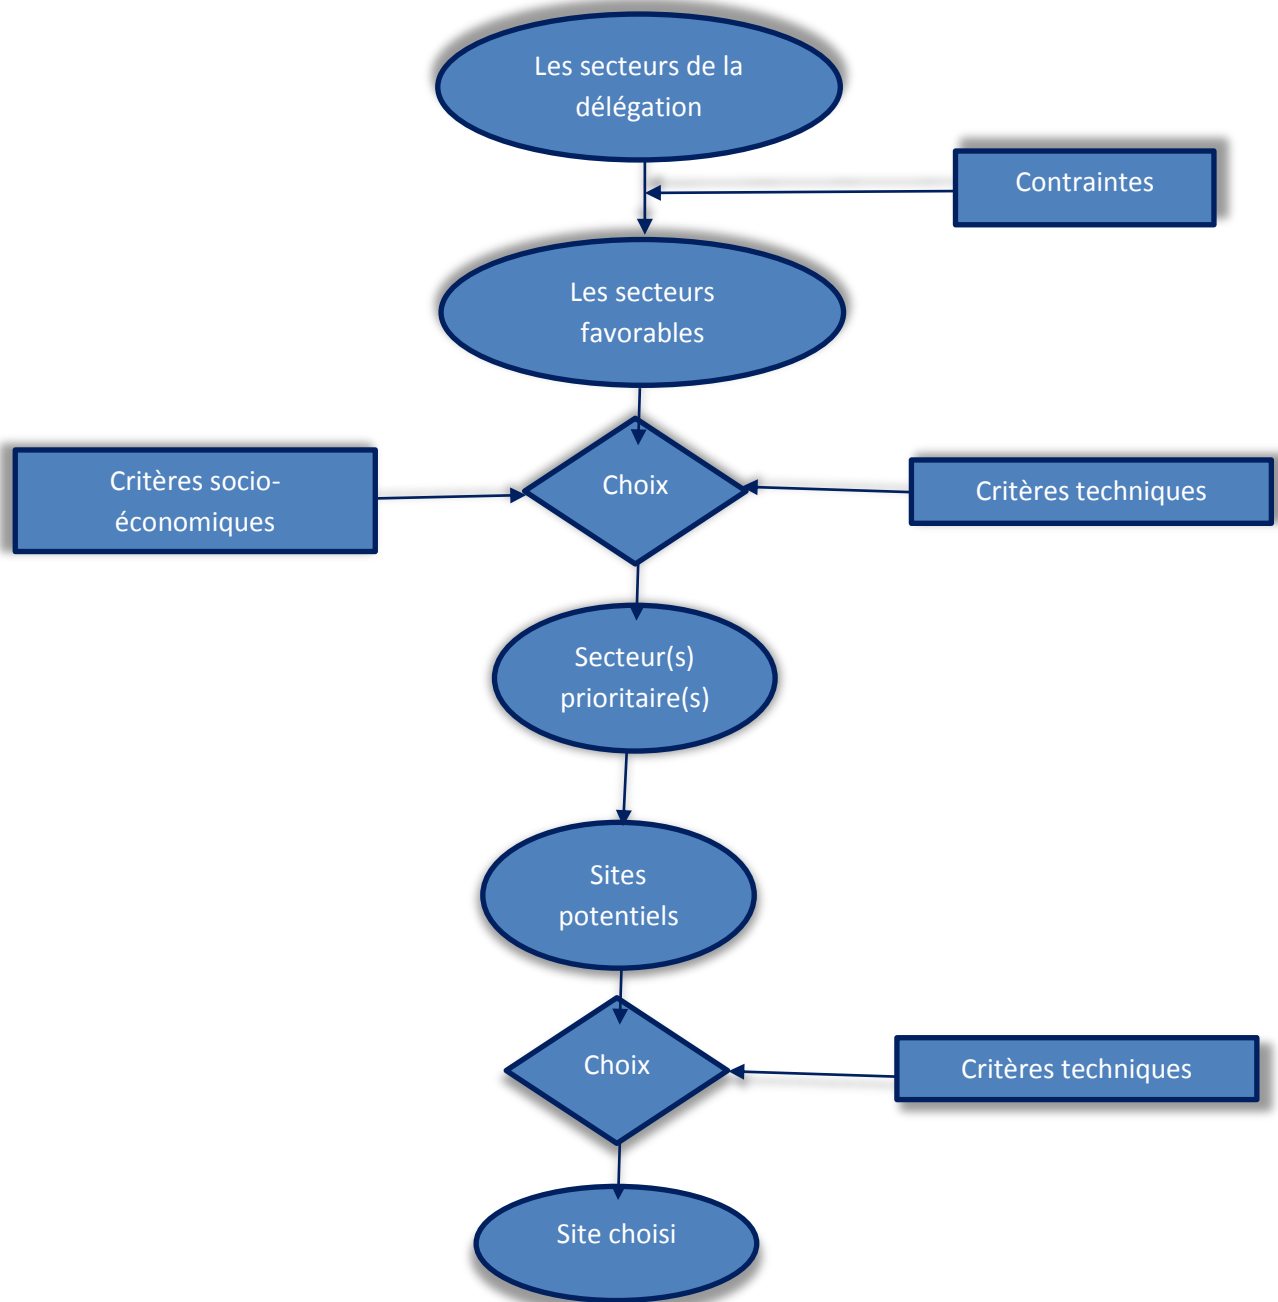 Les secteurs de la
délégation
Contraintes
Les secteurs
favorables
Critères socio-
économiques
Choix
Critères techniques
Secteur(s)
prioritaire(s)
Sites
potentiels
Choix
Critères techniques
Site choisi